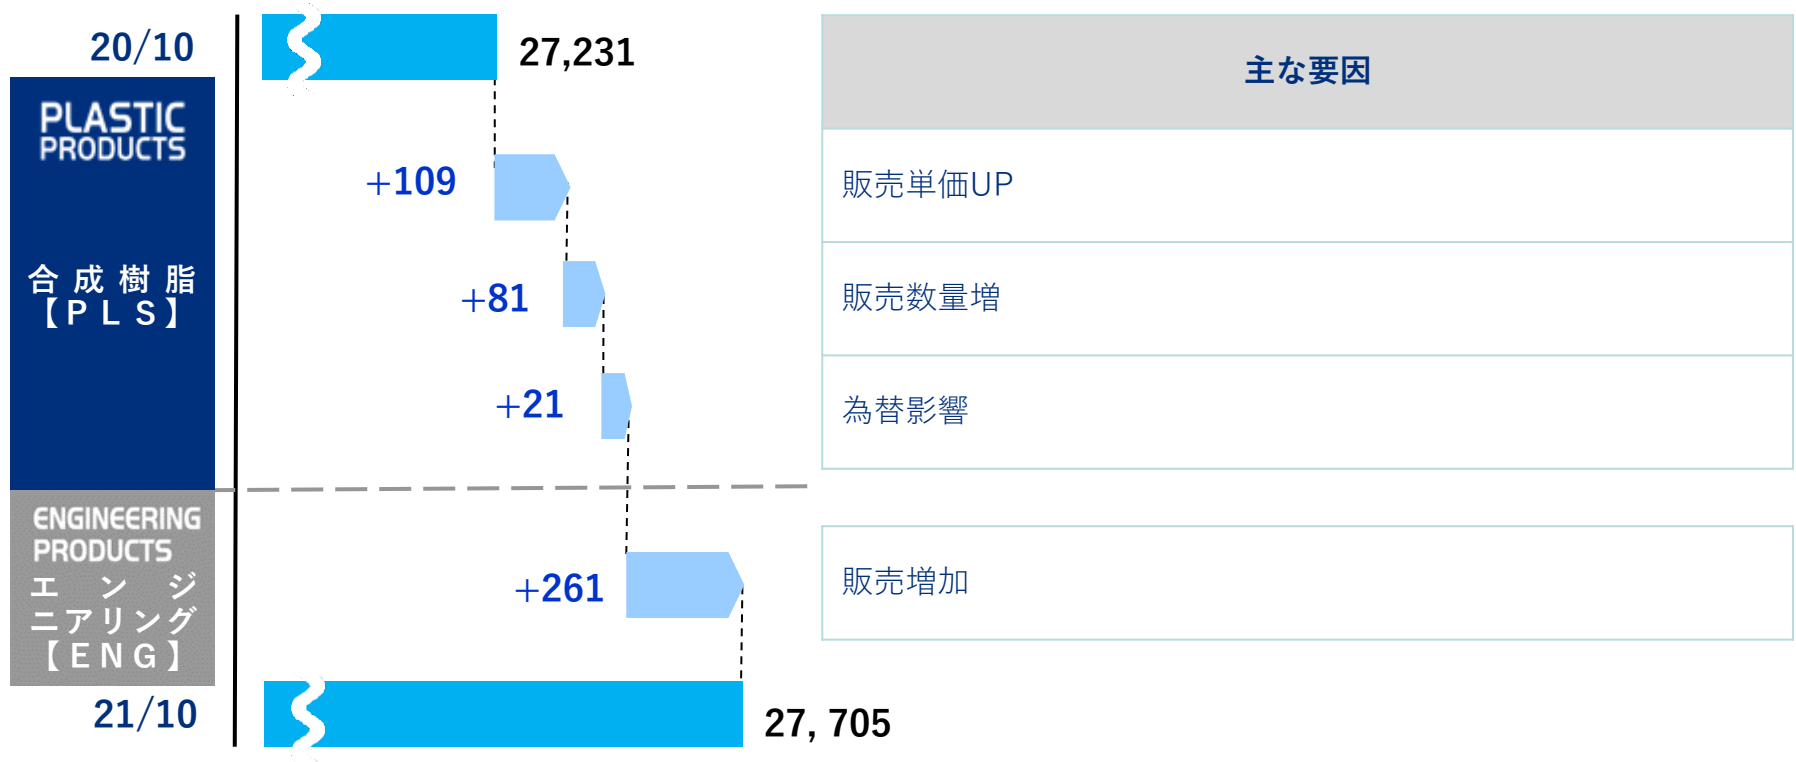 20/10
27,231
主な要因
PLASTIC
PRODUCTS
+109
販売単価UP
合成樹脂
【PLS】
+81
販売数量増
+21
為替影響
ENGINEERING
PRODUCTS
エンジ
ニアリング
【ENG】
+261
販売増加
21/10
27, 705